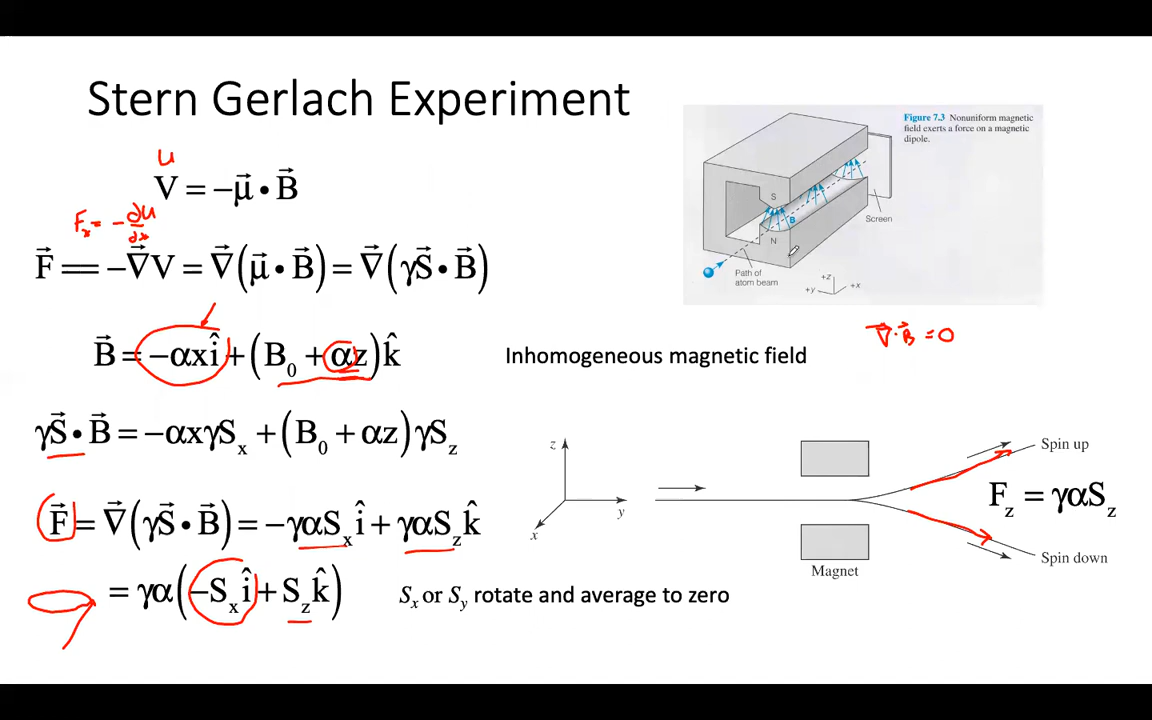 Stern Gerlach Experiment
u
V = −μ⃗ • B⃗
Fx = − ∂u/∂x
F⃗ = −∇⃗V = ∇⃗(μ⃗ • B⃗) = ∇⃗(γS⃗ • B⃗)
B⃗ = −αxî + (B₀ + αz)k̂
Inhomogeneous magnetic field
γS⃗ • B⃗ = −αxγSₓ + (B₀ + αz)γS_z
F⃗ = ∇⃗(γS⃗ • B⃗) = −γαSₓî + γαS_zk̂
= γα(−Sₓî + S_zk̂)
Sₓ or S_y rotate and average to zero
Figure 7.3 Nonuniform magnetic
field exerts a force on a magnetic
dipole.
S
B
N
Screen
Path of
atom beam
+z
+y
+x
∇⃗·B⃗ = 0
z
y
x
Magnet
Spin up
F_z = γαS_z
Spin down